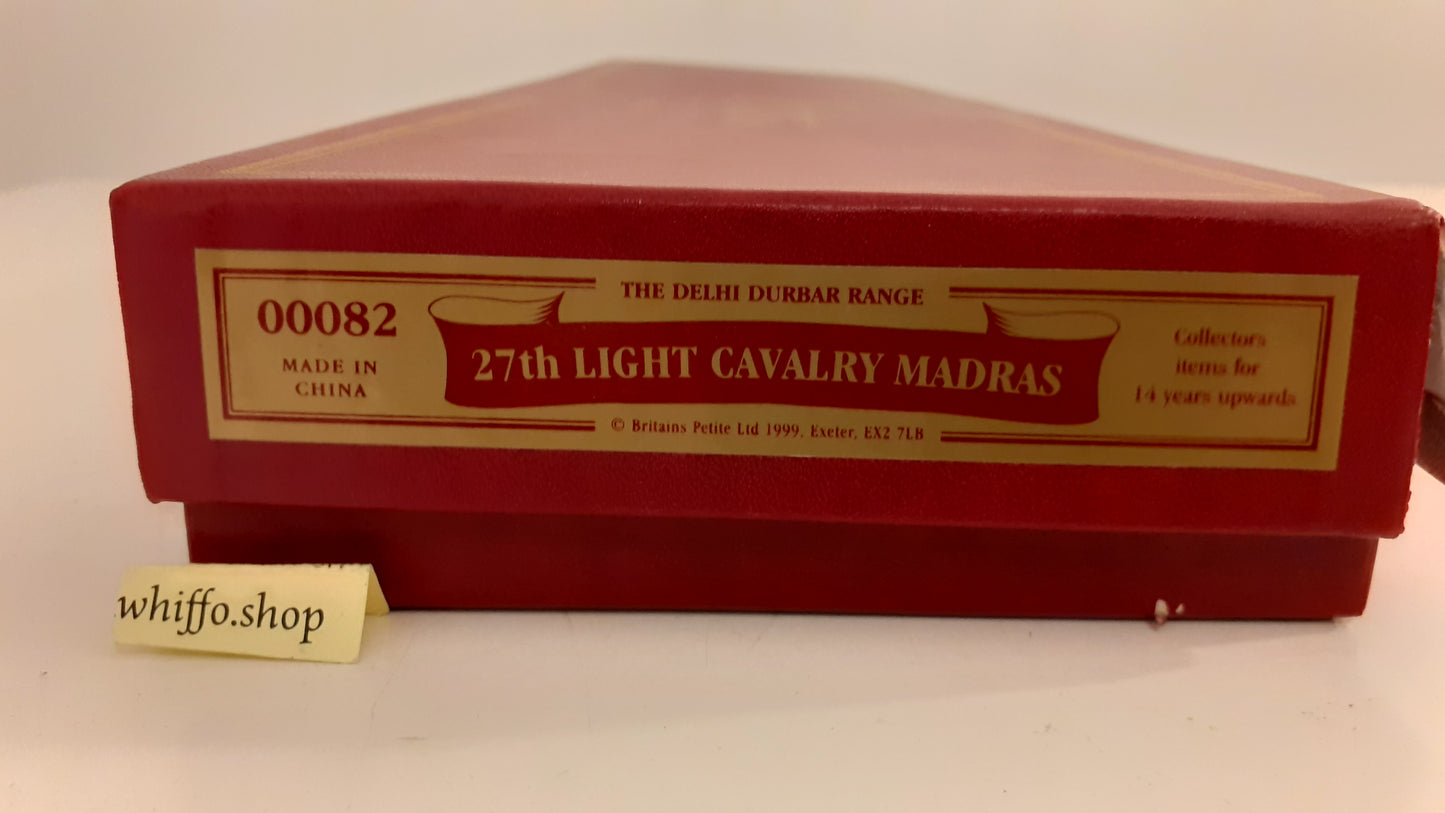 THE DELHI DURBAR RANGE
00082
MADE IN
CHINA
27th LIGHT CAVALRY MADRAS
Collectors
items for
14 years upwards
© Britains Petite Ltd 1999. Exeter, EX2 7LB
.whiffo.shop